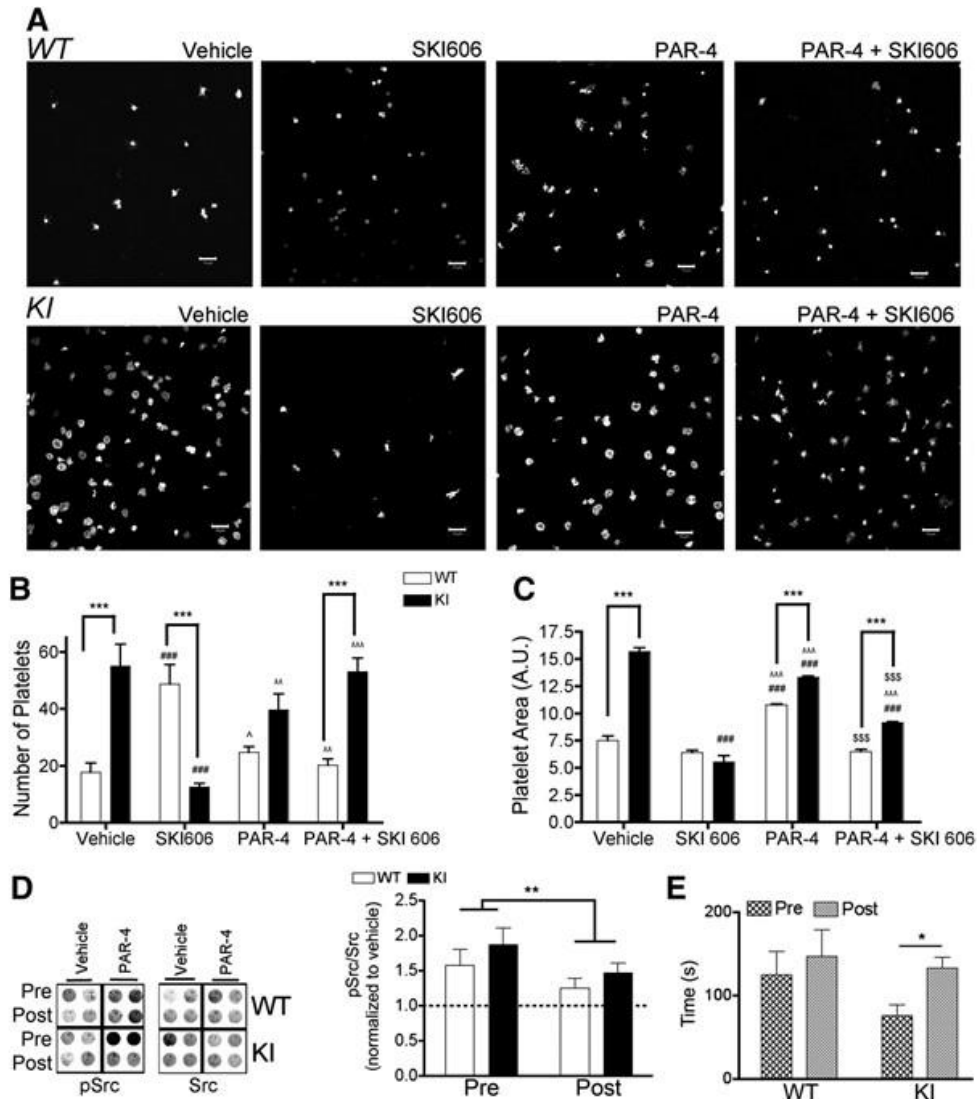 A
WT
Vehicle
SKI606
PAR-4
PAR-4 + SKI606
KI
Vehicle
SKI606
PAR-4
PAR-4 + SKI606
B
WT
KI
***
***
***
###
###
^
^^
^^
^^^
Number of Platelets
60
40
20
0
Vehicle
SKI606
PAR-4
PAR-4 + SKI 606
C
***
***
***
###
^^^
###
^^^
###
$$$
$$$
^^^
###
Platelet Area (A.U.)
17.5
15.0
12.5
10.0
7.5
5.0
2.5
0.0
Vehicle
SKI 606
PAR-4
PAR-4 + SKI 606
D
Vehicle
PAR-4
Vehicle
PAR-4
Pre
Post
WT
Pre
Post
KI
pSrc
Src
WT
KI
**
pSrc/Src
(normalized to vehicle)
2.5
2.0
1.5
1.0
0.5
0.0
Pre
Post
E
Pre
Post
*
Time (s)
200
100
0
WT
KI